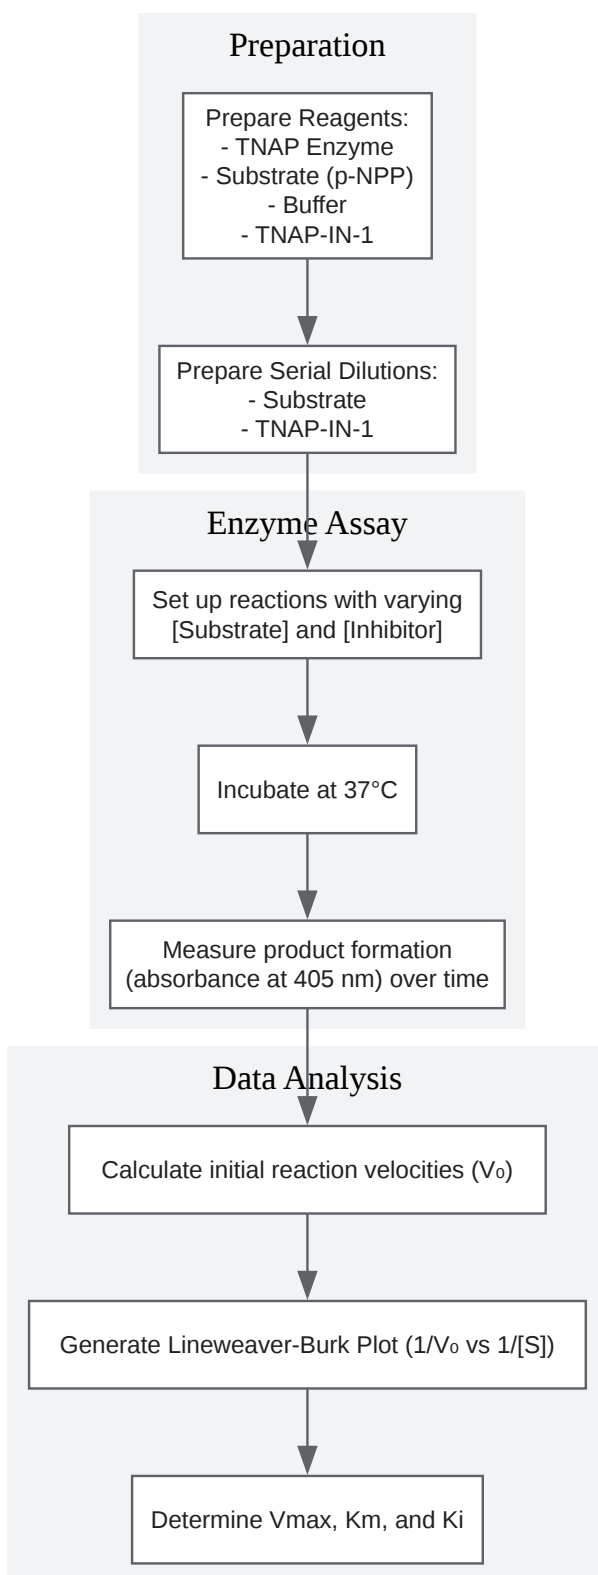 Preparation
Prepare Reagents:
- TNAP Enzyme
- Substrate (p-NPP)
- Buffer
- TNAP-IN-1
Prepare Serial Dilutions:
- Substrate
- TNAP-IN-1
Enzyme Assay
Set up reactions with varying
[Substrate] and [Inhibitor]
Incubate at 37°C
Measure product formation
(absorbance at 405 nm) over time
Data Analysis
Calculate initial reaction velocities (V₀)
Generate Lineweaver-Burk Plot (1/V₀ vs 1/[S])
Determine Vmax, Km, and Ki